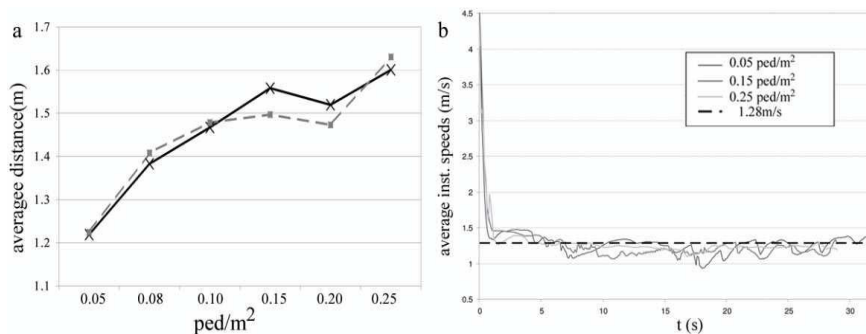 a
1.7
1.6
1.5
1.4
1.3
1.2
1.1
0.05 0.08 0.10 0.15 0.20 0.25
ped/m²
averagee distance(m)
b
4.5
4
3.5
3
2.5
2
1.5
1
0.5
0 5 10 15 20 25 30
t (s)
average inst. speeds (m/s)
0.05 ped/m²
0.15 ped/m²
0.25 ped/m²
1.28m/s